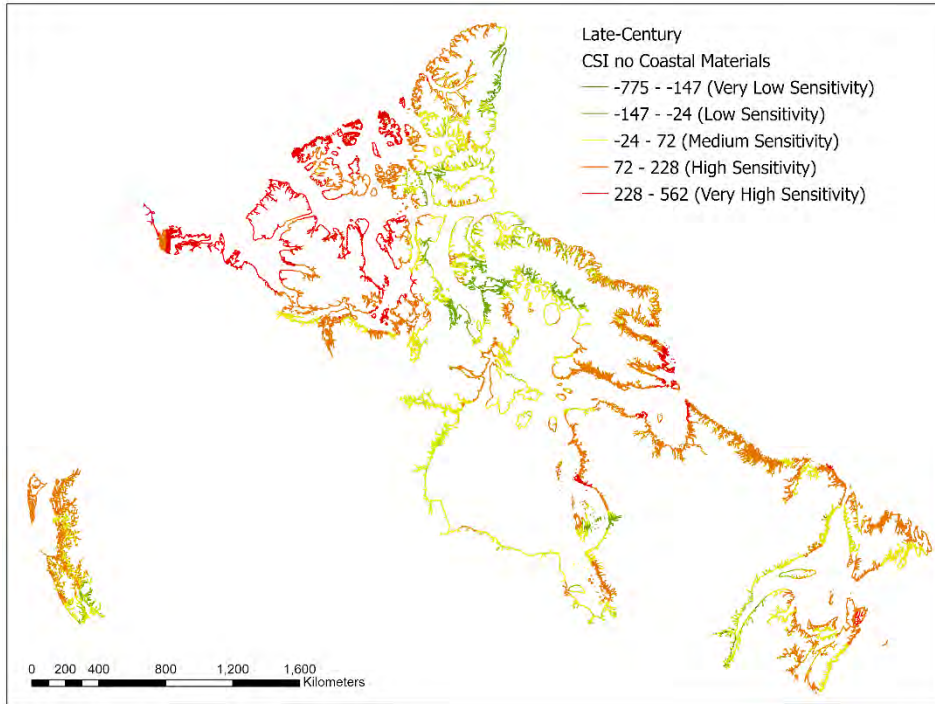 Late-Century
CSI no Coastal Materials
-775 - -147 (Very Low Sensitivity)
-147 - -24 (Low Sensitivity)
-24 - 72 (Medium Sensitivity)
72 - 228 (High Sensitivity)
228 - 562 (Very High Sensitivity)
0 200 400 800 1,200 1,600
Kilometers